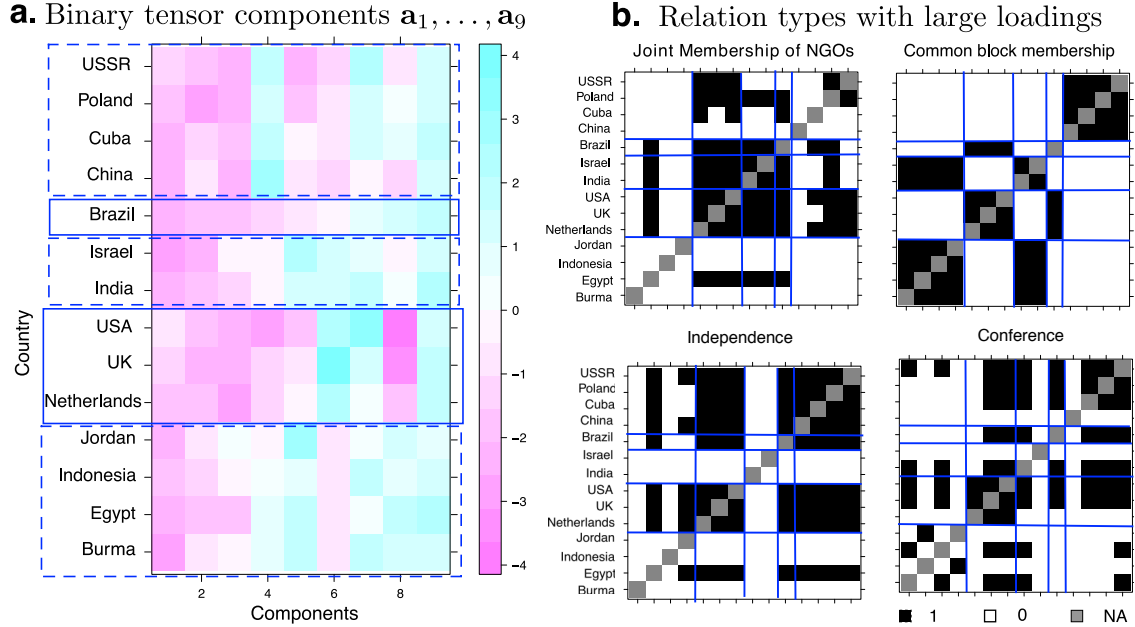 a. Binary tensor components a₁, . . . , a₉
USSR
Poland
Cuba
China
Brazil
Israel
India
USA
UK
Netherlands
Jordan
Indonesia
Egypt
Burma
Country
2 4 6 8
Components
4
3
2
1
0
−1
−2
−3
−4
b. Relation types with large loadings
Joint Membership of NGOs
USSR
Poland
Cuba
China
Brazil
Israel
India
USA
UK
Netherlands
Jordan
Indonesia
Egypt
Burma
Common block membership
Independence
USSR
Poland
Cuba
China
Brazil
Israel
India
USA
UK
Netherlands
Jordan
Indonesia
Egypt
Burma
Conference
1 0 NA